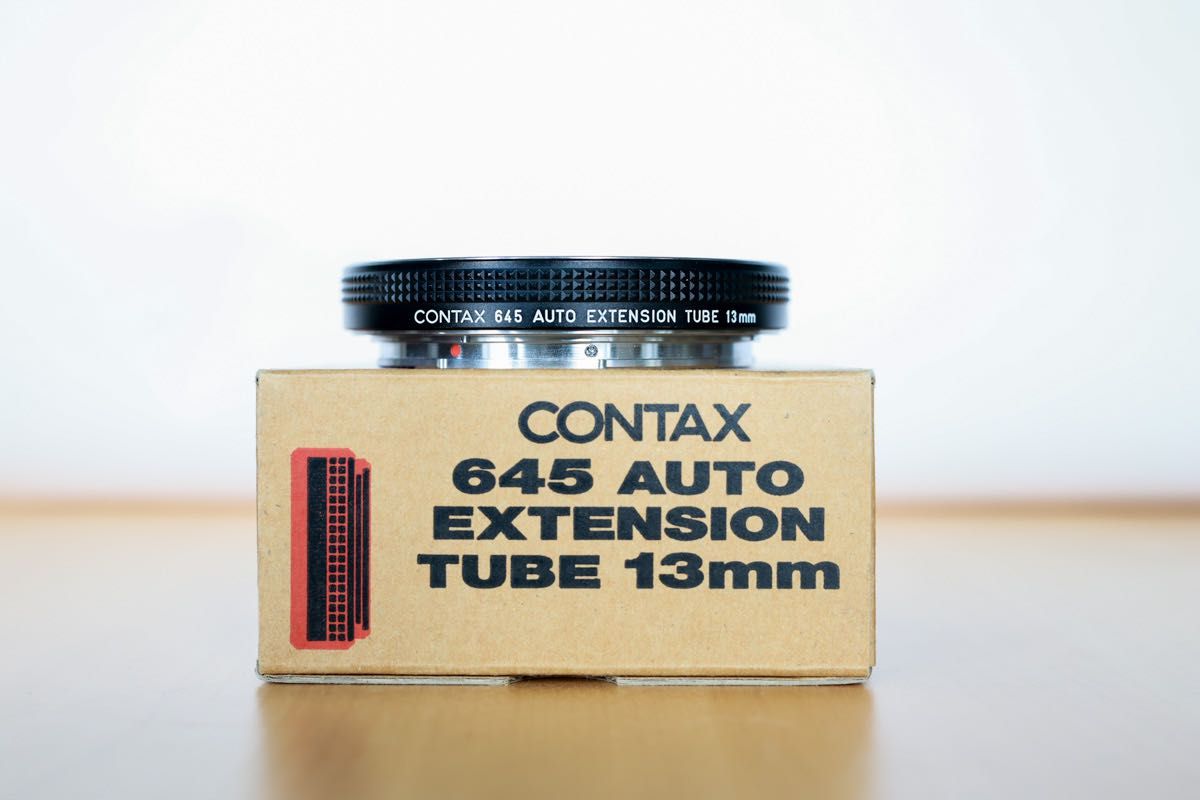 CONTAX 645 AUTO EXTENSION TUBE 13mm
CONTAX
645 AUTO
EXTENSION
TUBE 13mm